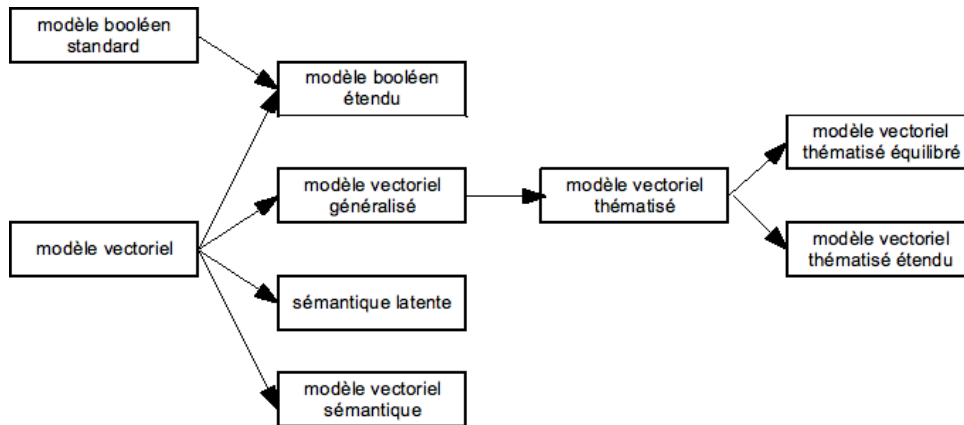 modèle booléen
standard
modèle booléen
étendu
modèle vectoriel
thématisé équilibré
modèle vectoriel
généralisé
modèle vectoriel
thématisé
modèle vectoriel
modèle vectoriel
thématisé étendu
sémantique latente
modèle vectoriel
sémantique